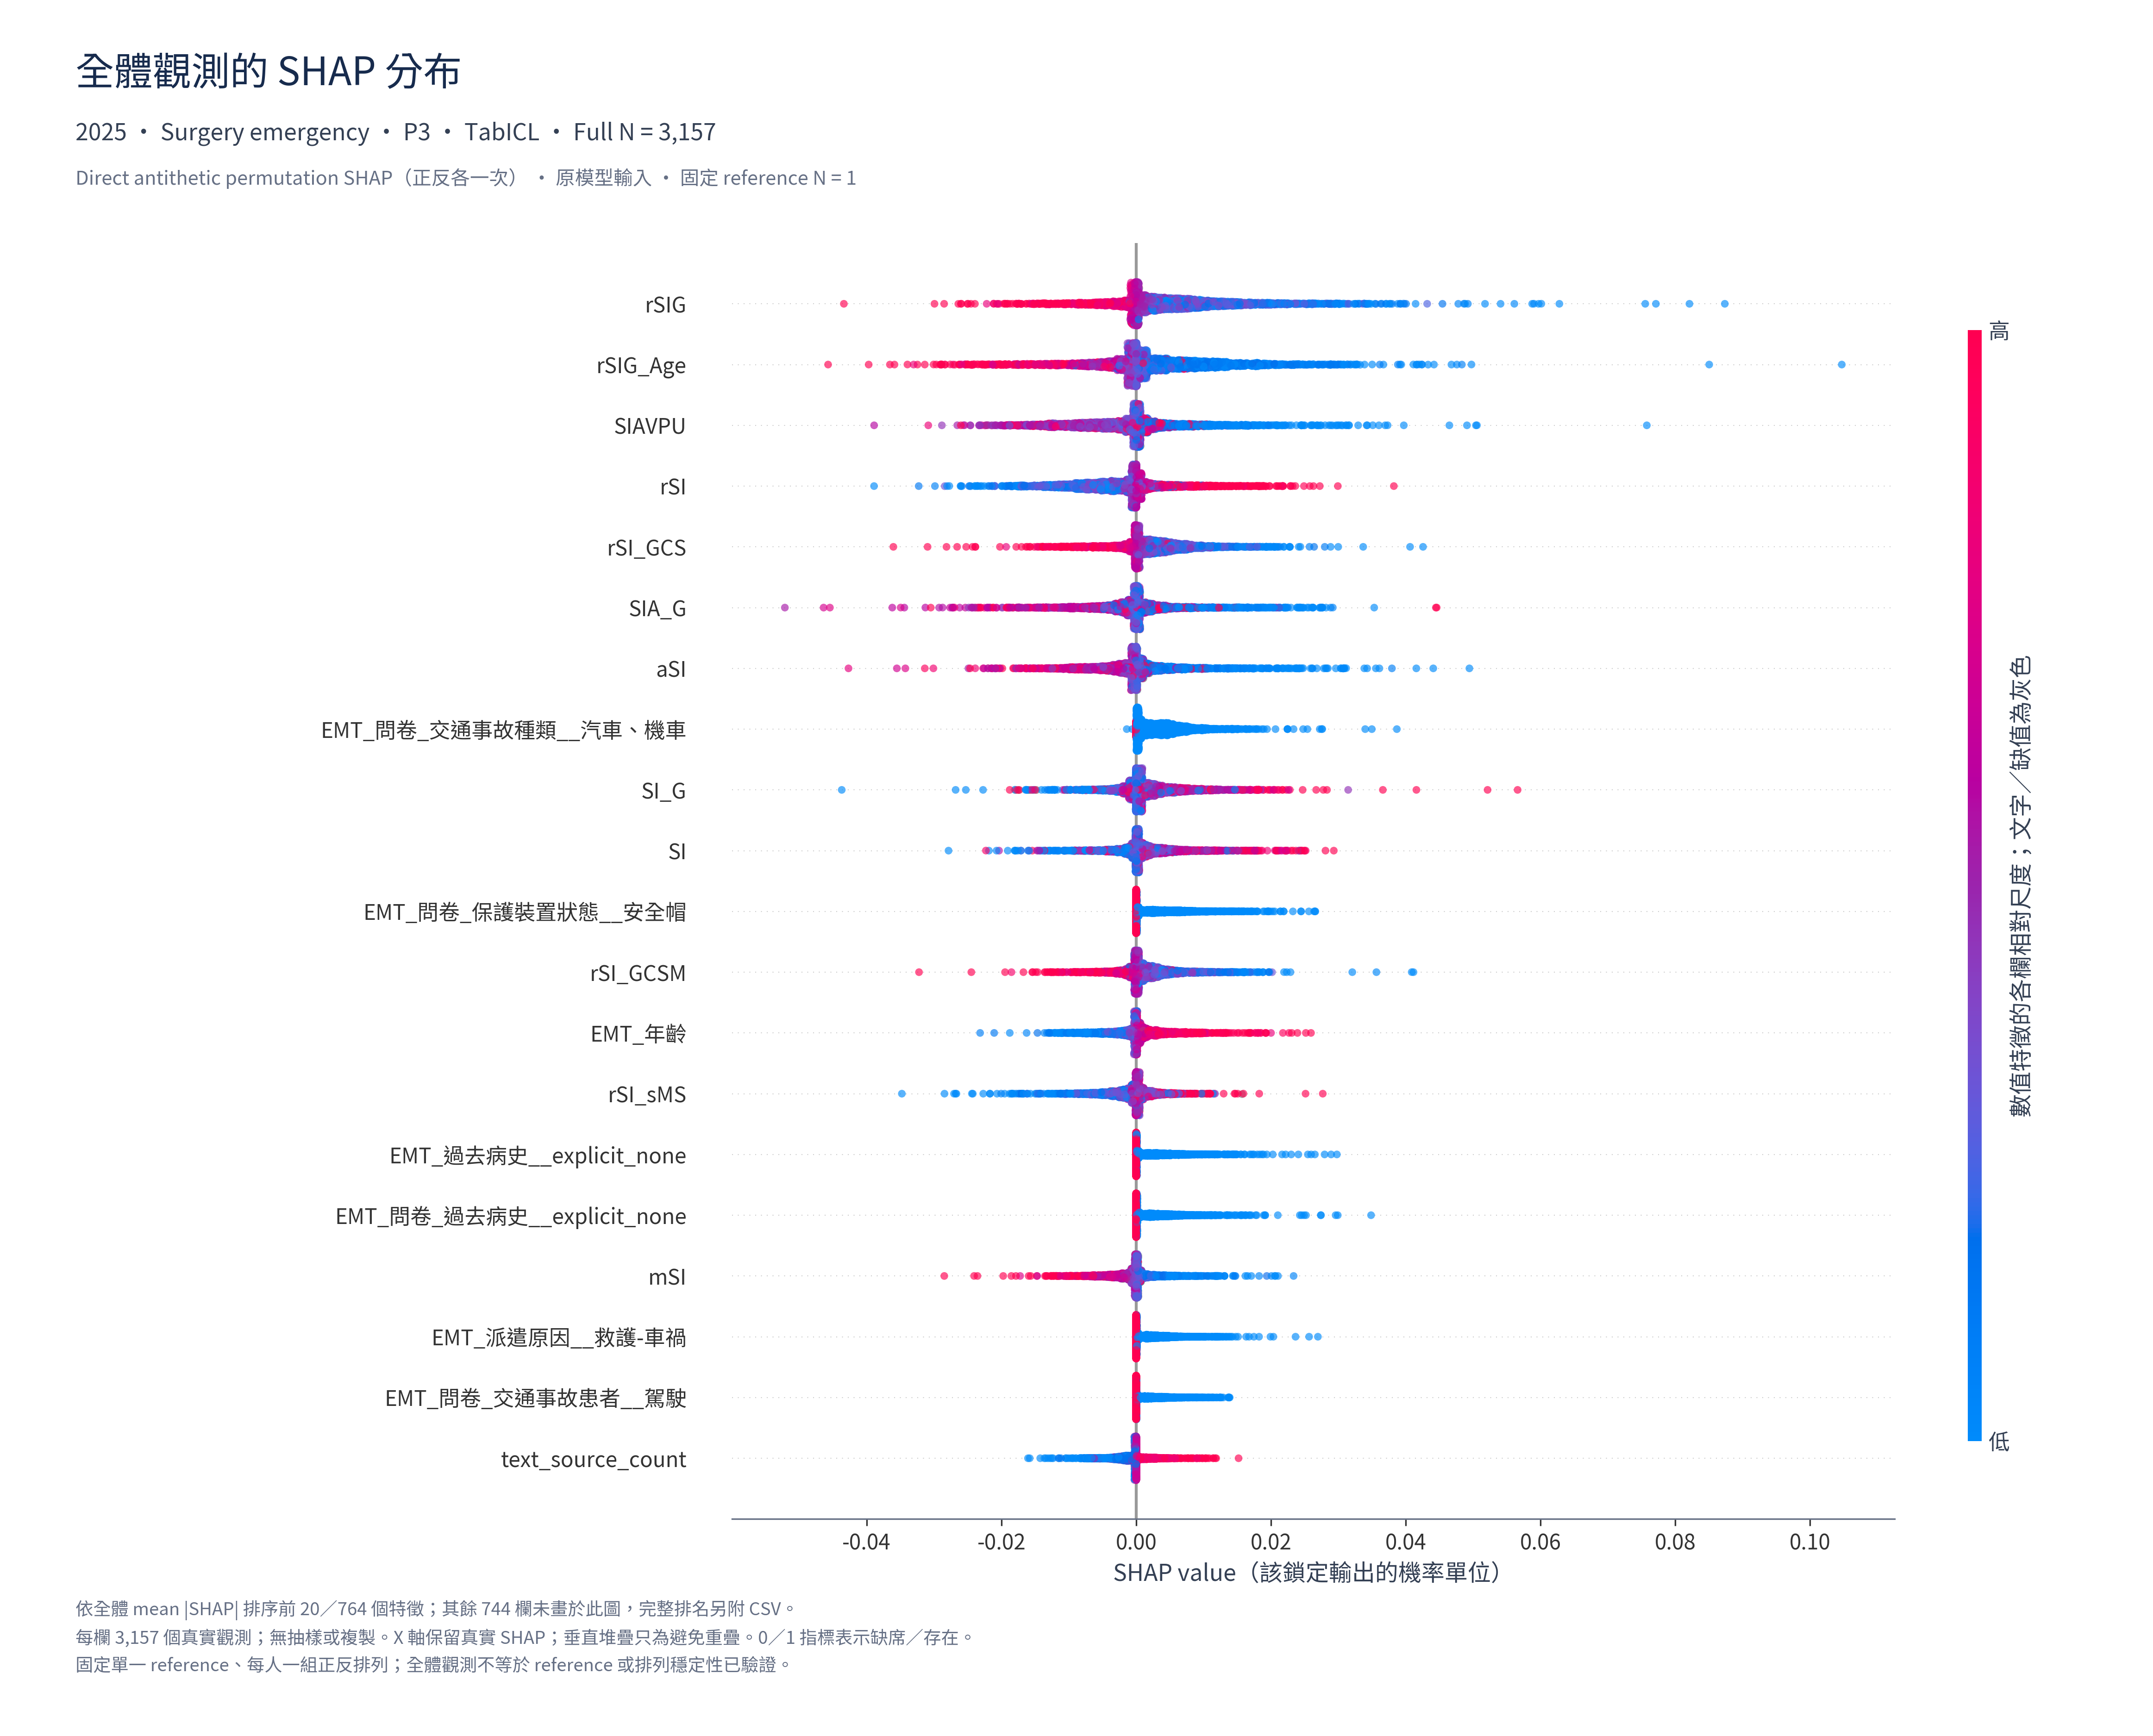 全體觀測的 SHAP 分布
2025 • Surgery emergency • P3 • TabICL • Full N = 3,157
Direct antithetic permutation SHAP（正反各一次） • 原模型輸入 • 固定 reference N = 1
rSIG
rSIG_Age
SIAVPU
rSI
rSI_GCS
SIA_G
aSI
EMT_問卷_交通事故種類__汽車、機車
SI_G
SI
EMT_問卷_保護裝置狀態__安全帽
rSI_GCSM
EMT_年齡
rSI_sMS
EMT_過去病史__explicit_none
EMT_問卷_過去病史__explicit_none
mSI
EMT_派遣原因__救護-車禍
EMT_問卷_交通事故患者__駕駛
text_source_count
-0.04 -0.02 0.00 0.02 0.04 0.06 0.08 0.10
SHAP value（該鎖定輸出的機率單位）
高
數值特徵的各欄相對尺度；文字／缺值為灰色
低
依全體 mean |SHAP| 排序前 20／764 個特徵；其餘 744 欄未畫於此圖，完整排名另附 CSV。
每欄 3,157 個真實觀測；無抽樣或複製。X 軸保留真實 SHAP；垂直堆疊只為避免重疊。0／1 指標表示缺席／存在。
固定單一 reference、每人一組正反排列；全體觀測不等於 reference 或排列穩定性已驗證。